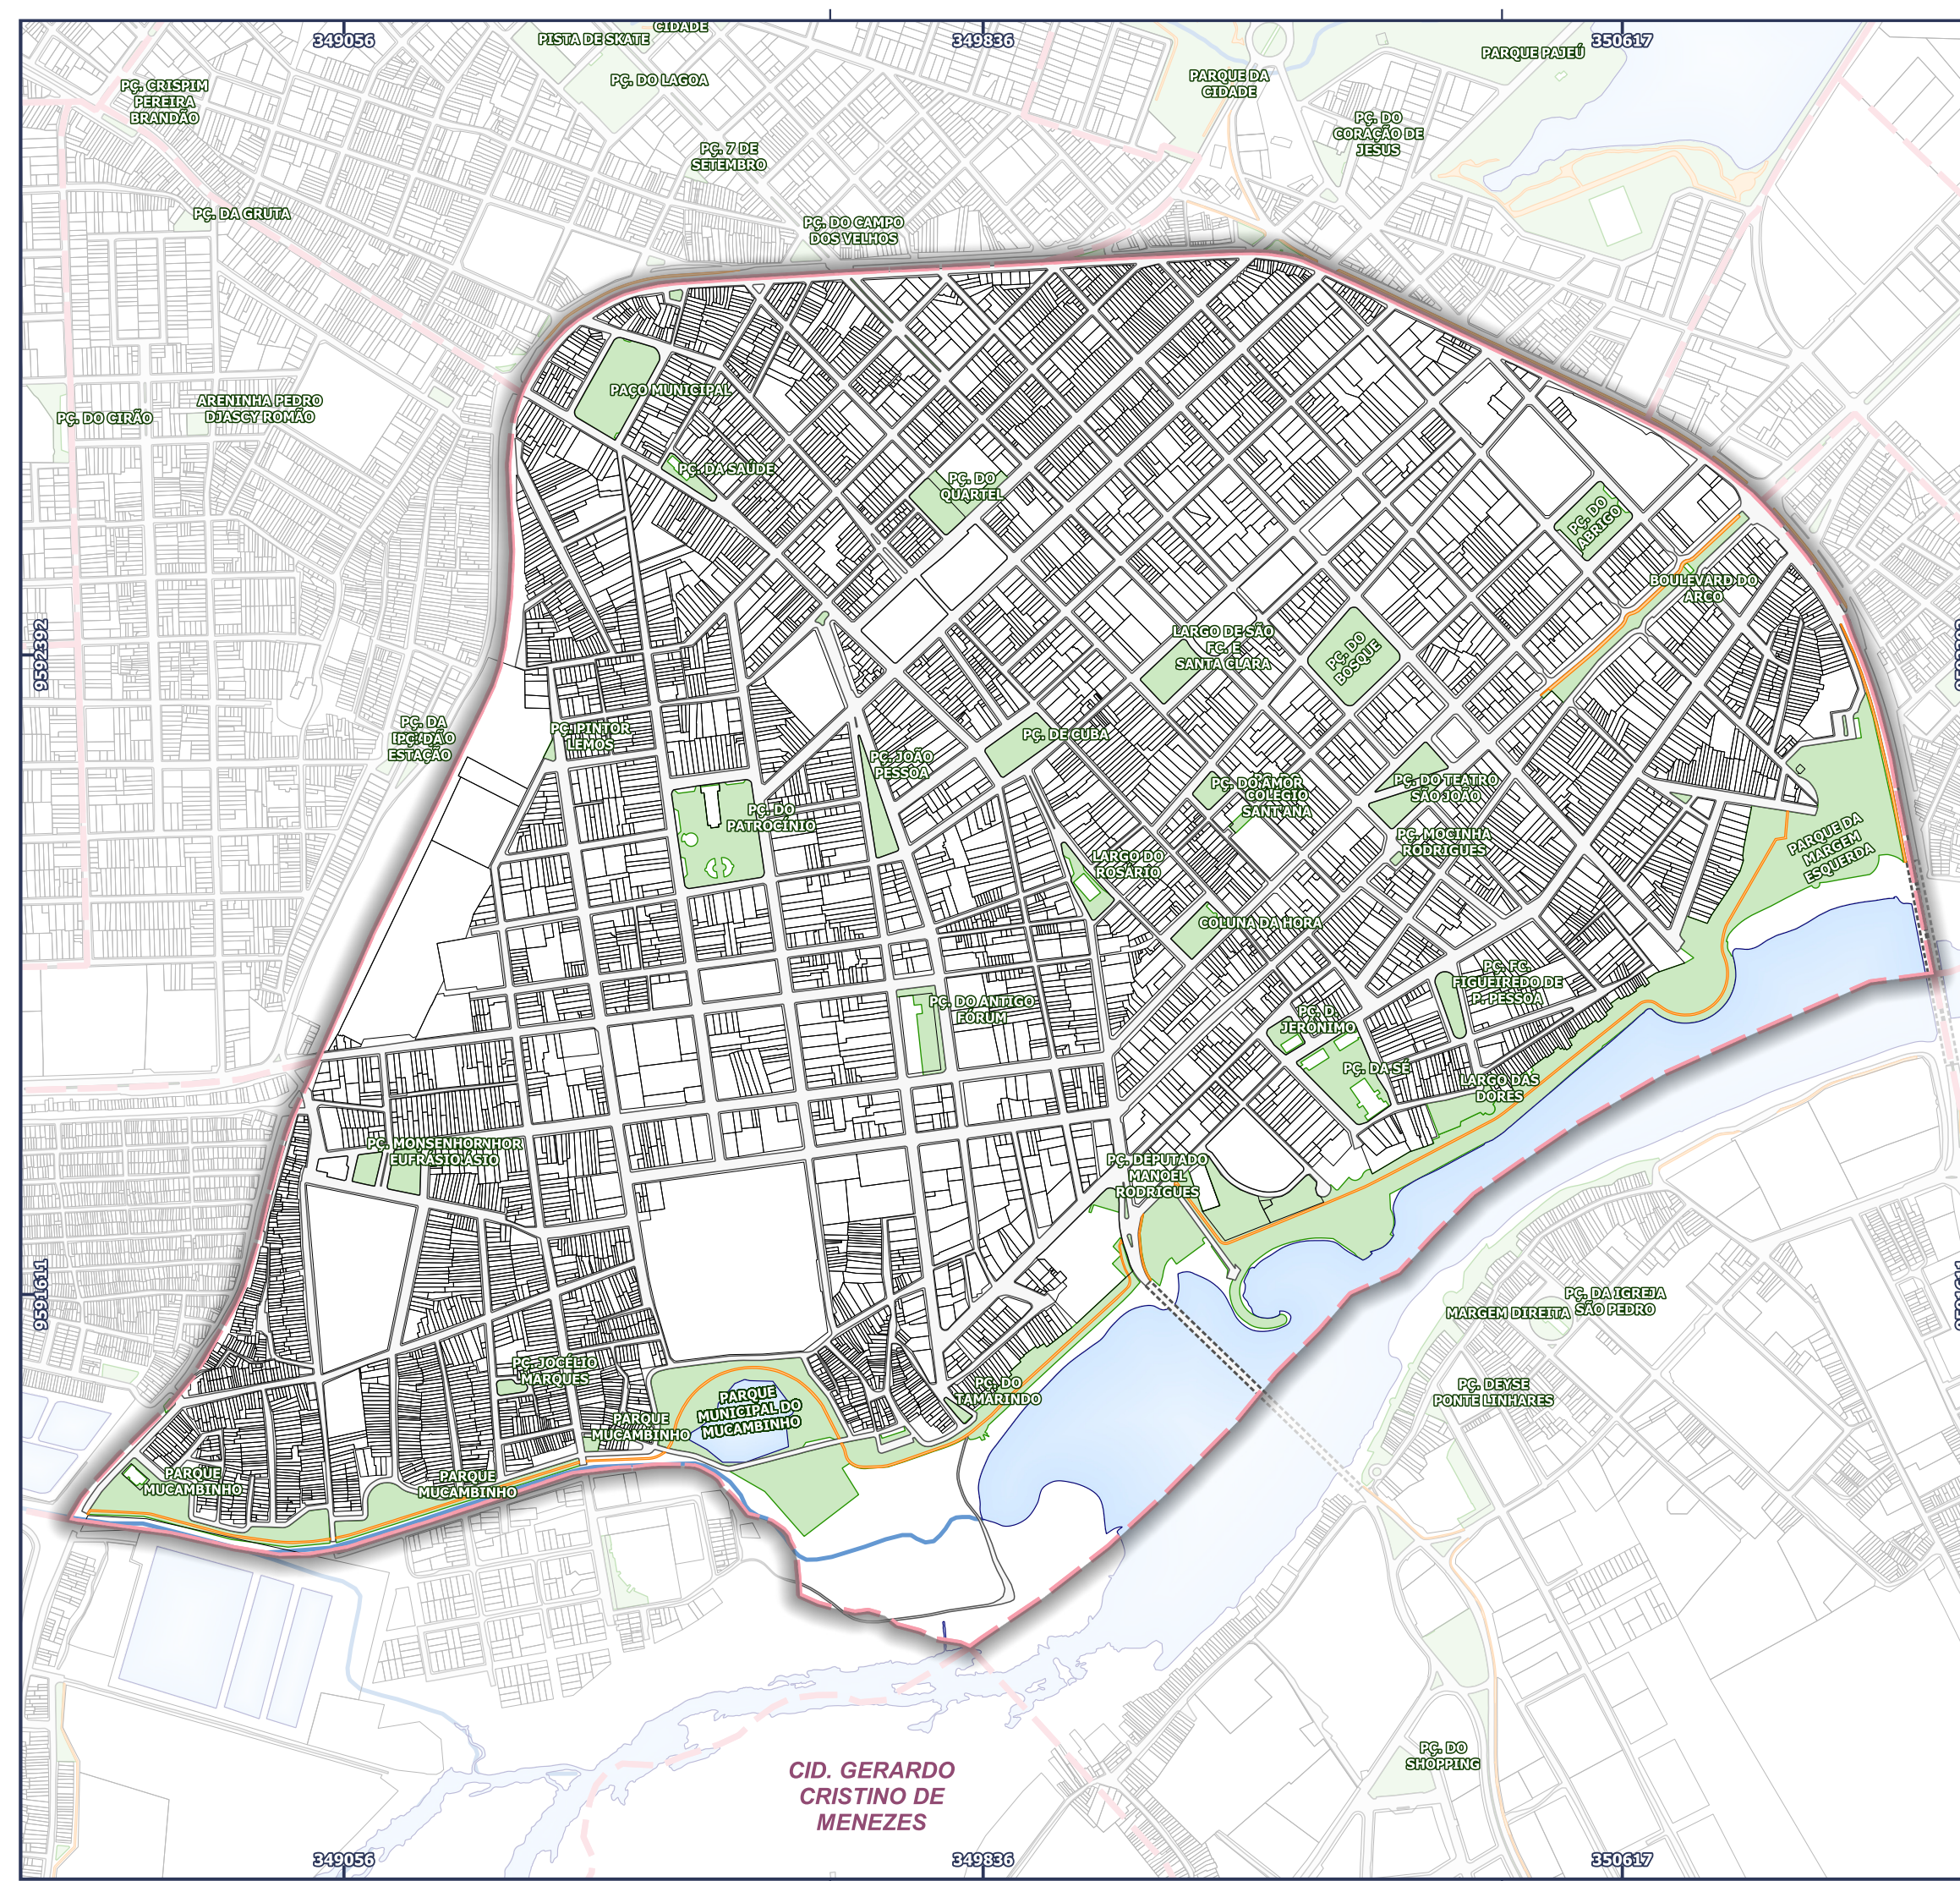 CIDADE
349056
PISTA DE SKATE
349836
350617
PARQUE PAJEÚ
PÇ. DO LAGOA
PARQUE DA
CIDADE
PÇ. CRISPIM
PEREIRA
BRANDÃO
PÇ. DO
CORAÇÃO DE
JESUS
PÇ. 7 DE
SETEMBRO
PÇ. DA GRUTA
PÇ. DO CAMPO
DOS VELHOS
PAÇO MUNICIPAL
ARENINHA PEDRO
DJASCY ROMÃO
PÇ. DO CIRÃO
PÇ. DA SAÚDE
PÇ. DO
QUARTEL
PÇ. DO
ABRIGO
BOULEVARD DO
ARCO
9592392
LARGO DE SÃO
FC. E
SANTA CLARA
PÇ. DO
BOSQUE
PÇ. DA
ESTAÇÃO
PÇ. PINTOR
LEMOS
PÇ. DE CUBA
PÇ. JOÃO
PESSOA
PÇ. DO AMOR
COLÉGIO
SANTANA
PÇ. DO TEATRO
SÃO JOÃO
PÇ. DO
PATROCÍNIO
PÇ. MOCINHA
RODRIGUES
PARQUE DA
MARGEM
ESQUERDA
LARGO DO
ROSÁRIO
COLUNA DA HORA
PÇ. FC.
FIGUEIREDO DE
P. PESSOA
PÇ. DO ANTIGO
FÓRUM
PÇ. D.
JERÔNIMO
PÇ. DA SÉ
LARGO DAS
DORES
PÇ. MONSENHORNHOR
EUFRÁSIOÁSIO
PÇ. DEPUTADO
MANOEL
RODRIGUES
9591611
PÇ. DA IGREJA
SÃO PEDRO
MARGEM DIREITA
PÇ. JOCÉLIO
MARQUES
PÇ. DO
TAMARINDO
PÇ. DEYSE
PONTE LINHARES
PARQUE
MUNICIPAL DO
MUCAMBINHO
PARQUE
MUCAMBINHO
PARQUE
MUCAMBINHO
PARQUE
MUCAMBINHO
PÇ. DO
SHOPPING
CID. GERARDO
CRISTINO DE
MENEZES
349056
349836
350617